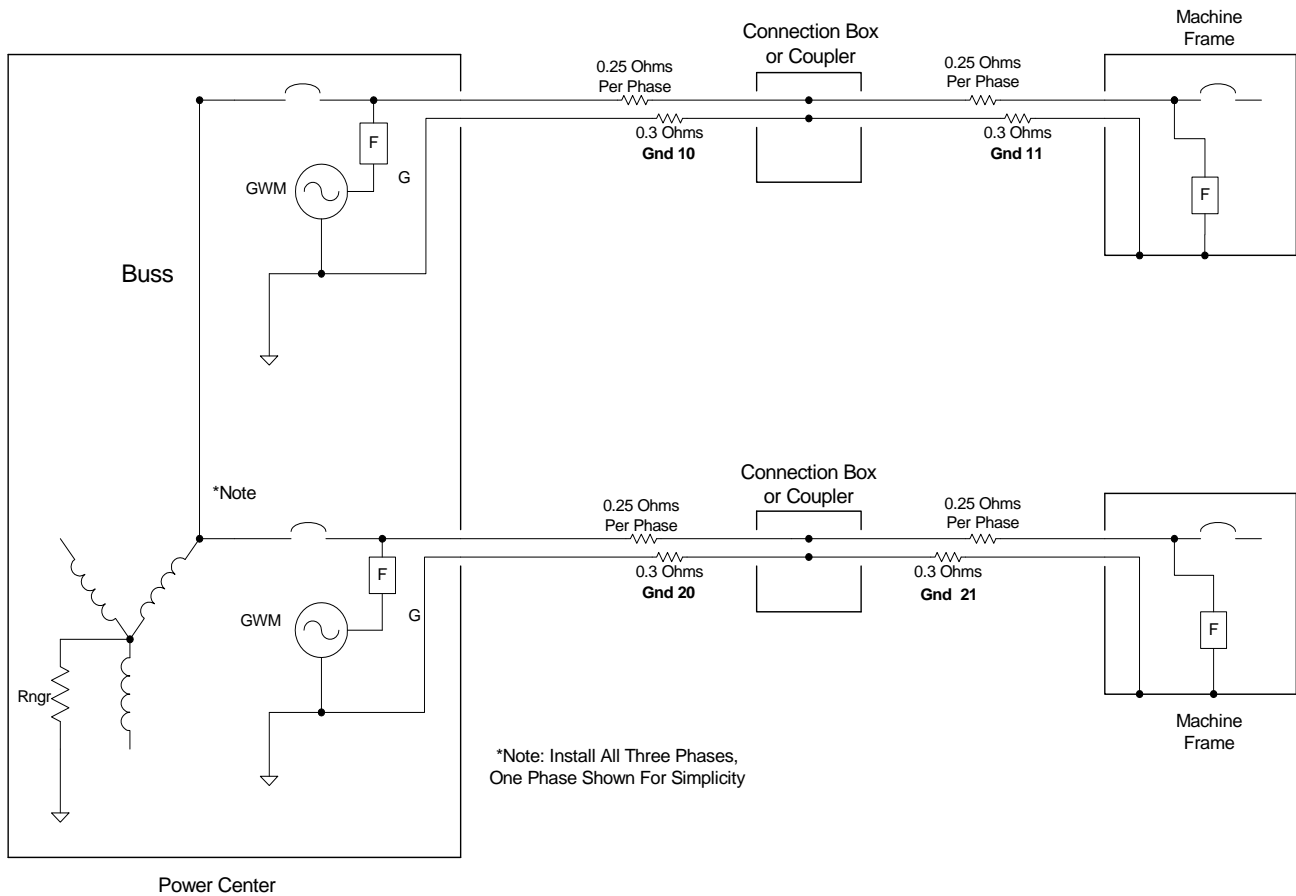 Machine
Frame
Connection Box
or Coupler
0.25 Ohms
Per Phase
0.25 Ohms
Per Phase
0.3 Ohms
Gnd 10
0.3 Ohms
Gnd 11
F
GWM
G
F
Buss
*Note
Connection Box
or Coupler
0.25 Ohms
Per Phase
0.25 Ohms
Per Phase
0.3 Ohms
Gnd 20
0.3 Ohms
Gnd 21
F
GWM
G
F
Rngr
Machine
Frame
*Note: Install All Three Phases,
One Phase Shown For Simplicity
Power Center